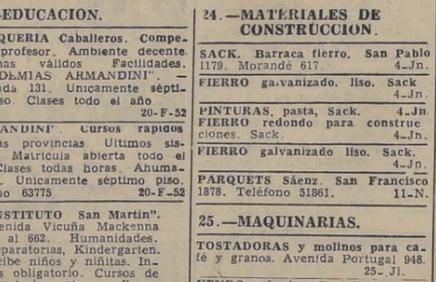 -EDUCACION.
QUERIA Caballeros. Compe-
profesor. Ambiente decente
nas válidos Facilidades.
DEMIAS ARMANDINI". —
ada 131. Unicamente sépti-
so. Clases todo el año
20-F-52
ANDINI'. Cursos rápidos
as provincias Ultimos sis-
. Matrícula abierta todo el
Clases todas horas. Ahuma-
. Unicamente séptimo piso.
no 63775 20-F-52
NSTITUTO San Martín".
enida Vicuña Mackenna
al 662. Humanidades.
eparatorias, Kindergarten.
cibe niños y niñitas. In-
s obligatorio. Cursos de
24.—MATERIALES DE
CONSTRUCCION.
SACK. Barraca fierro. San Pablo
1179. Morandé 617. 4-Jn.
FIERRO galvanizado. liso. Sack
4-Jn.
PINTURAS. pasta, Sack. 4-Jn.
FIERRO redondo para construc
ciones. Sack. 4-Jn.
FIERRO galvanizado liso. Sack.
4-Jn.
PARQUETS Sáenz. San Francisco
1878. Teléfono 51861. 11-N.
25.—MAQUINARIAS.
TOSTADORAS y molinos para ca-
fé y granos. Avenida Portugal 948.
25-Jl.